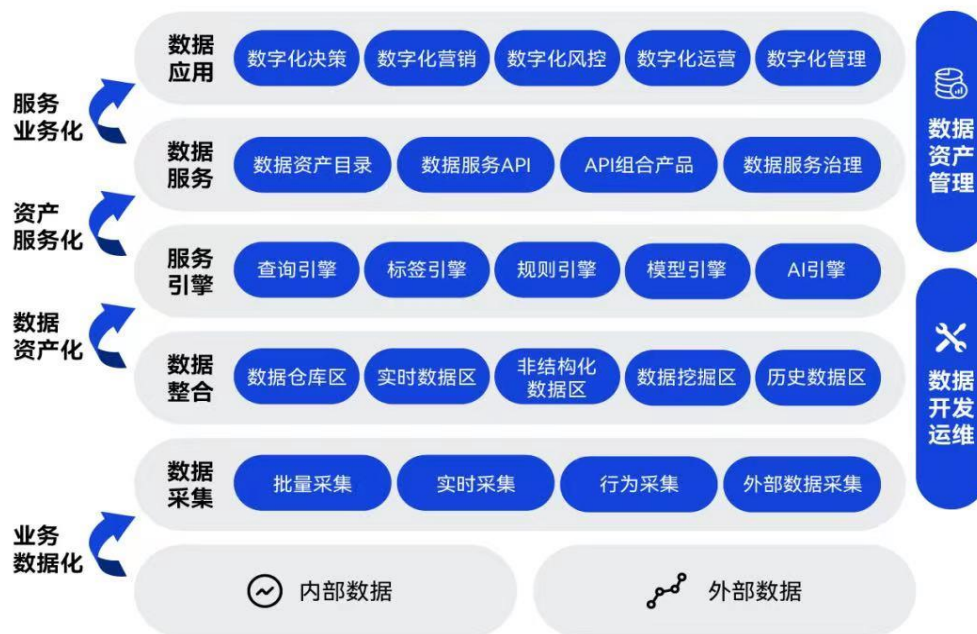 数据
应用
数字化决策
数字化营销
数字化风控
数字化运营
数字化管理
服务
业务化
数据
服务
数据资产目录
数据服务API
API组合产品
数据服务治理
资产
服务化
服务
引擎
查询引擎
标签引擎
规则引擎
模型引擎
AI引擎
数据
资产化
数据
整合
数据仓库区
实时数据区
非结构化
数据区
数据挖掘区
历史数据区
数据
采集
批量采集
实时采集
行为采集
外部数据采集
业务
数据化
内部数据
外部数据
数据
资产
管理
数据
开发
运维